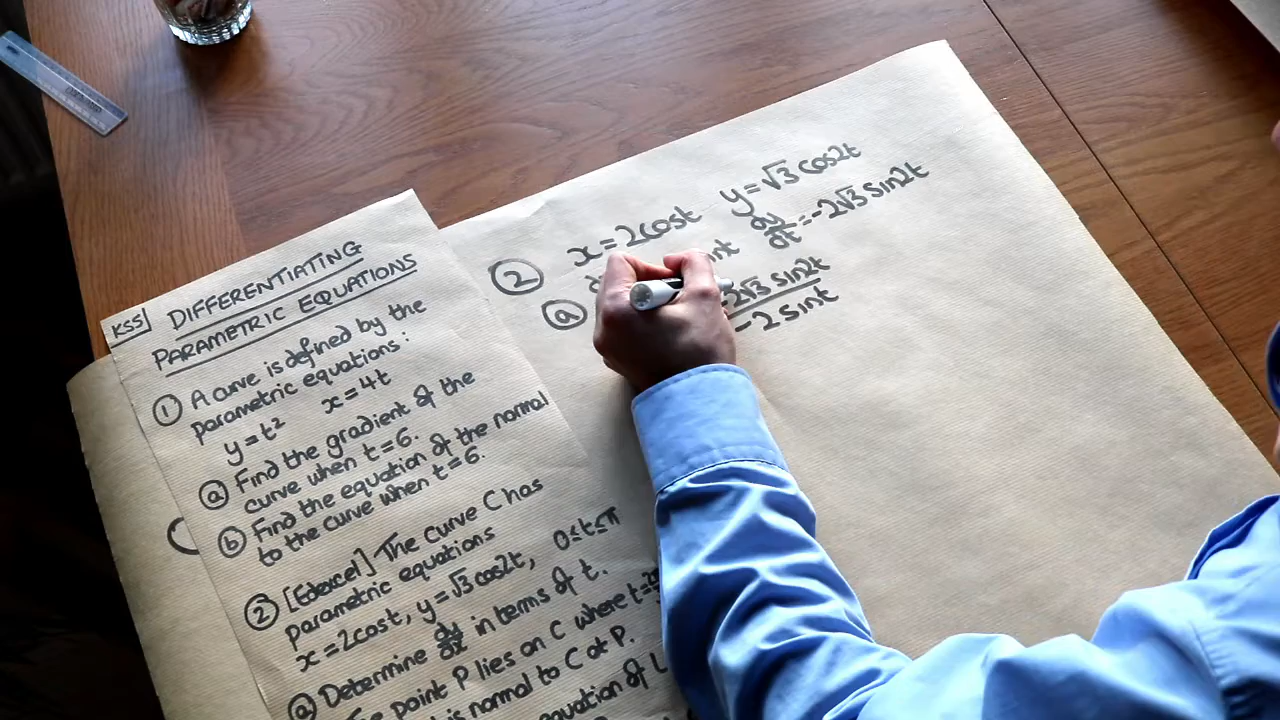 KS5
DIFFERENTIATING
PARAMETRIC EQUATIONS
① A curve is defined by the
parametric equations:
y = t² x = 4t
ⓐ Find the gradient of the
curve when t = 6.
ⓑ Find the equation of the normal
to the curve when t = 6.
② [Edexcel] The curve C has
parametric equations
x = 2cost, y = √3 cos2t, 0 ≤ t ≤ π
ⓐ Determine dy/dx in terms of t.
point P lies on C where t =
is normal to C at P.
equation of L
② x = 2cost y = √3 cos2t
dy/dt = -2√3 sin2t
ⓐ -2√3 sin2t
-2 sint